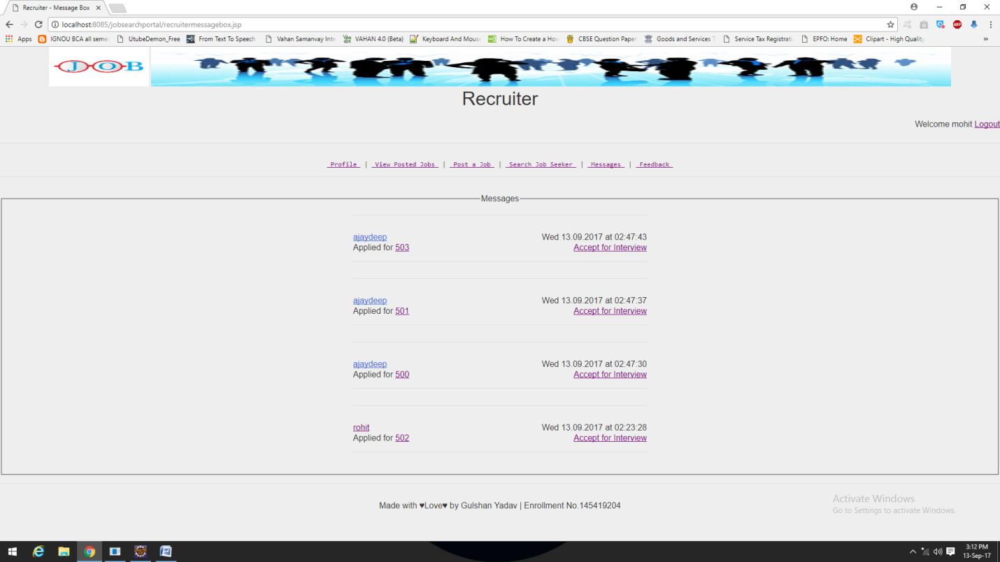 Recruiter - Message Box
localhost:8085/jobsearchportal/recruitermessagebox.jsp
Apps IGNOU BCA all semes UtubeDemon_Free From Text To Speech Vahan Samanvay Inte VAHAN 4.0 (Beta) Keyboard And Mouse How To Create a How CBSE Question Paper Goods and Services T Service Tax Registrati EPFO: Home Clipart - High Quality »
JOB
Recruiter
Welcome mohit Logout
Profile | View Posted Jobs | Post a Job | Search Job Seeker | Messages | Feedback
Messages
ajaydeep Wed 13.09.2017 at 02:47:43
Applied for 503 Accept for Interview
ajaydeep Wed 13.09.2017 at 02:47:37
Applied for 501 Accept for Interview
ajaydeep Wed 13.09.2017 at 02:47:30
Applied for 500 Accept for Interview
rohit Wed 13.09.2017 at 02:23:28
Applied for 502 Accept for Interview
Made with ♥Love♥ by Gulshan Yadav | Enrollment No.145419204
Activate Windows
Go to Settings to activate Windows.
3:12 PM
13-Sep-17